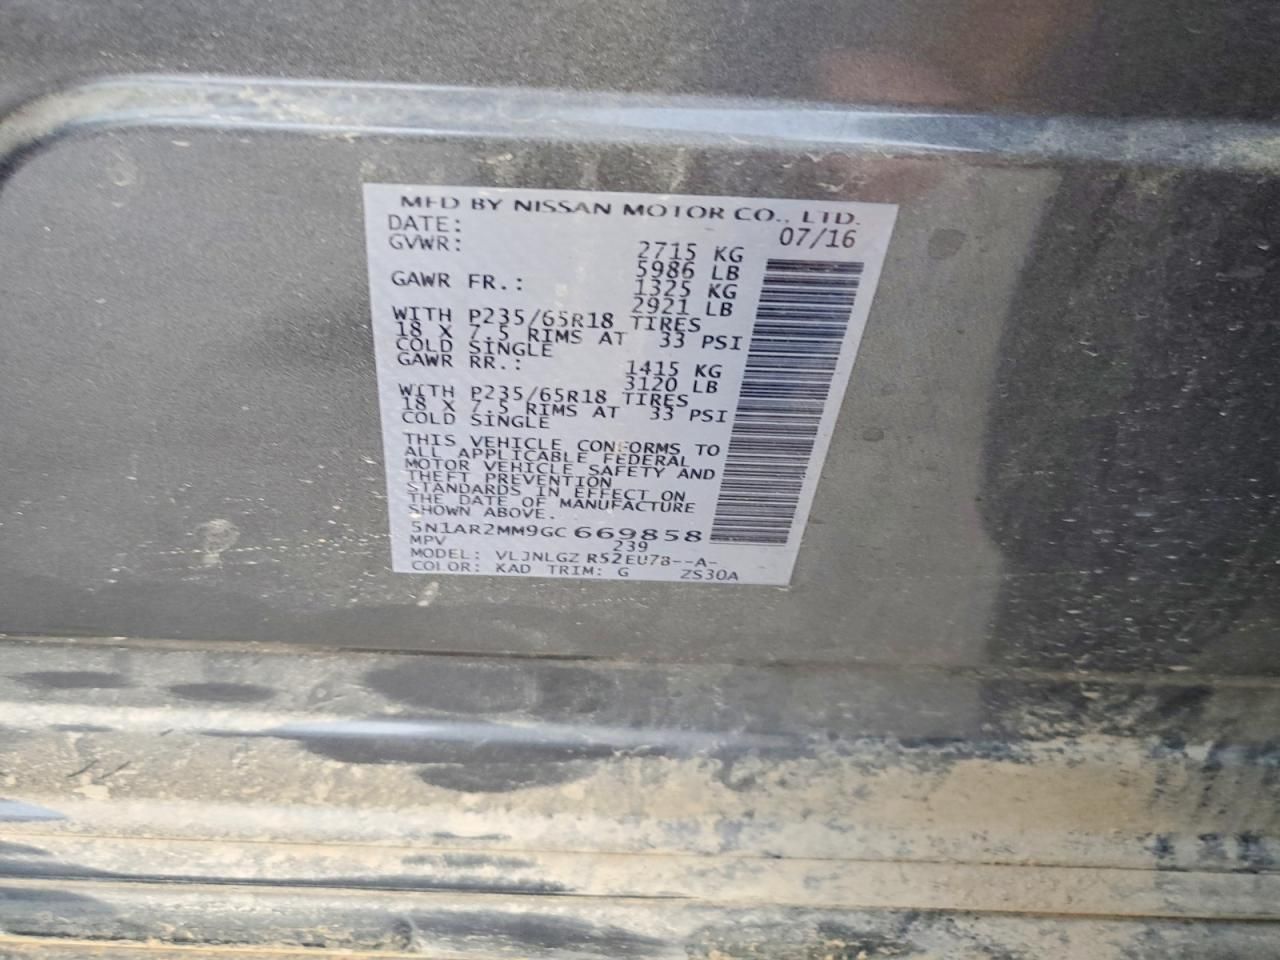 MFD BY NISSAN MOTOR CO., LTD.
DATE: 07/16
GVWR: 2715 KG
5986 LB
GAWR FR.: 1325 KG
2921 LB
WITH P235/65R18 TIRES
18 X 7.5 RIMS AT 33 PSI
COLD SINGLE
GAWR RR.: 1415 KG
3120 LB
WITH P235/65R18 TIRES
18 X 7.5 RIMS AT 33 PSI
COLD SINGLE
THIS VEHICLE CONFORMS TO
ALL APPLICABLE FEDERAL
MOTOR VEHICLE SAFETY AND
THEFT PREVENTION
STANDARDS IN EFFECT ON
THE DATE OF MANUFACTURE
SHOWN ABOVE.
5N1AR2MM9GC 669858
MPV 239
MODEL: VLJNLGZ R52EU78--A-
COLOR: KAD TRIM: G ZS30A